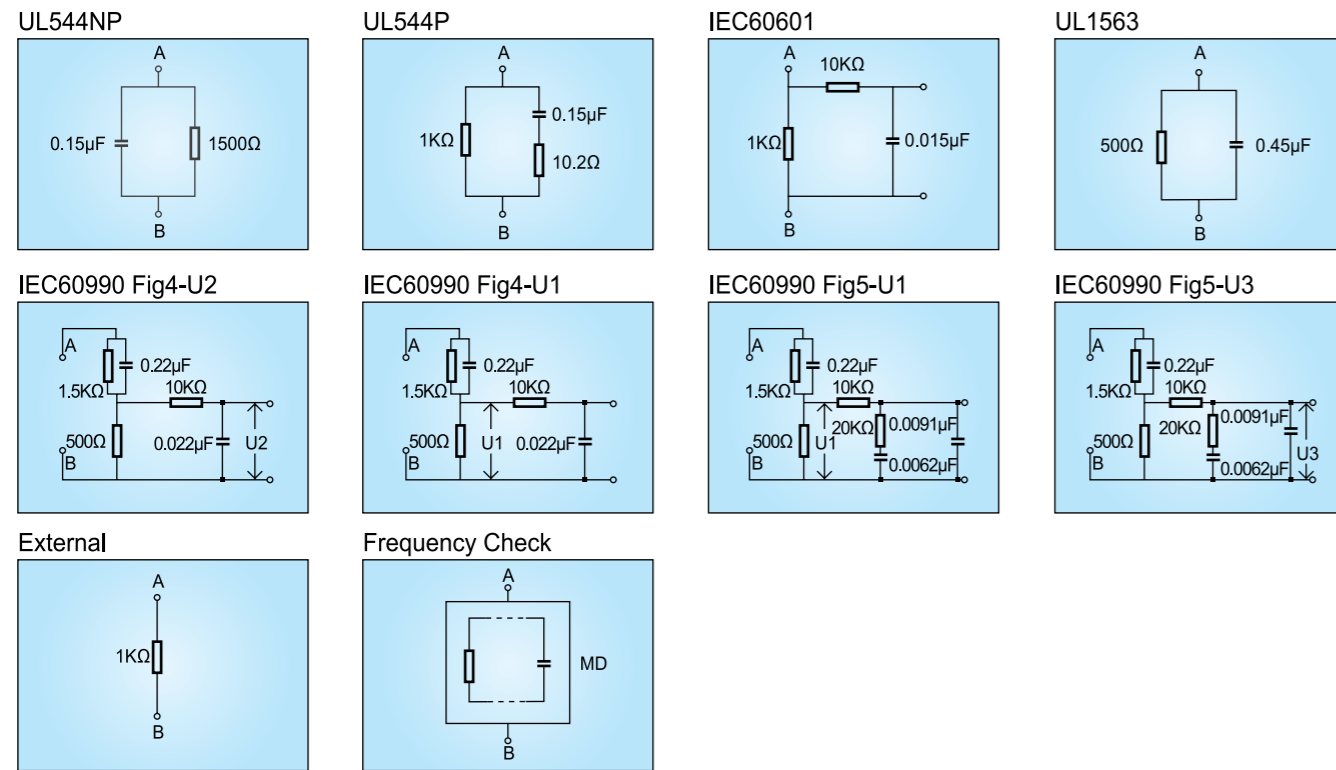 UL544NP
A
0.15µF
1500Ω
B
UL544P
A
0.15µF
1KΩ
10.2Ω
B
IEC60601
A
10KΩ
1KΩ
0.015µF
B
UL1563
A
500Ω
0.45µF
B
IEC60990 Fig4-U2
A
0.22µF
1.5KΩ
10KΩ
500Ω
0.022µF
U2
B
IEC60990 Fig4-U1
A
0.22µF
1.5KΩ
10KΩ
500Ω
U1
0.022µF
B
IEC60990 Fig5-U1
A
0.22µF
1.5KΩ
10KΩ
20KΩ
0.0091µF
500Ω
U1
B
0.0062µF
IEC60990 Fig5-U3
A
0.22µF
1.5KΩ
10KΩ
0.0091µF
20KΩ
500Ω
U3
B
0.0062µF
External
A
1KΩ
B
Frequency Check
A
MD
B